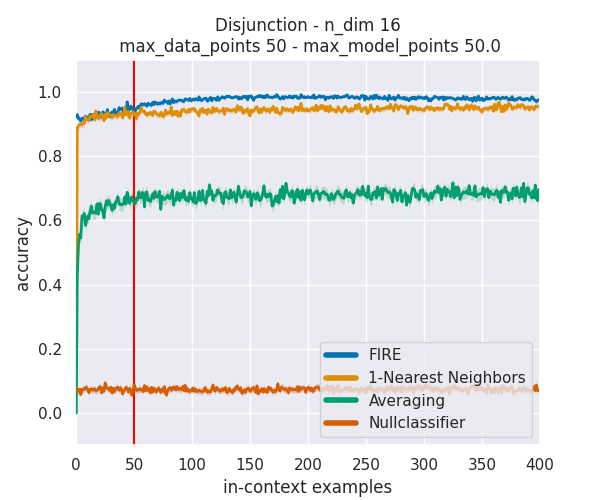 Disjunction - n_dim 16
max_data_points 50 - max_model_points 50.0
accuracy
1.0
0.8
0.6
0.4
0.2
0.0
FIRE
1-Nearest Neighbors
Averaging
Nullclassifier
0 50 100 150 200 250 300 350 400
in-context examples